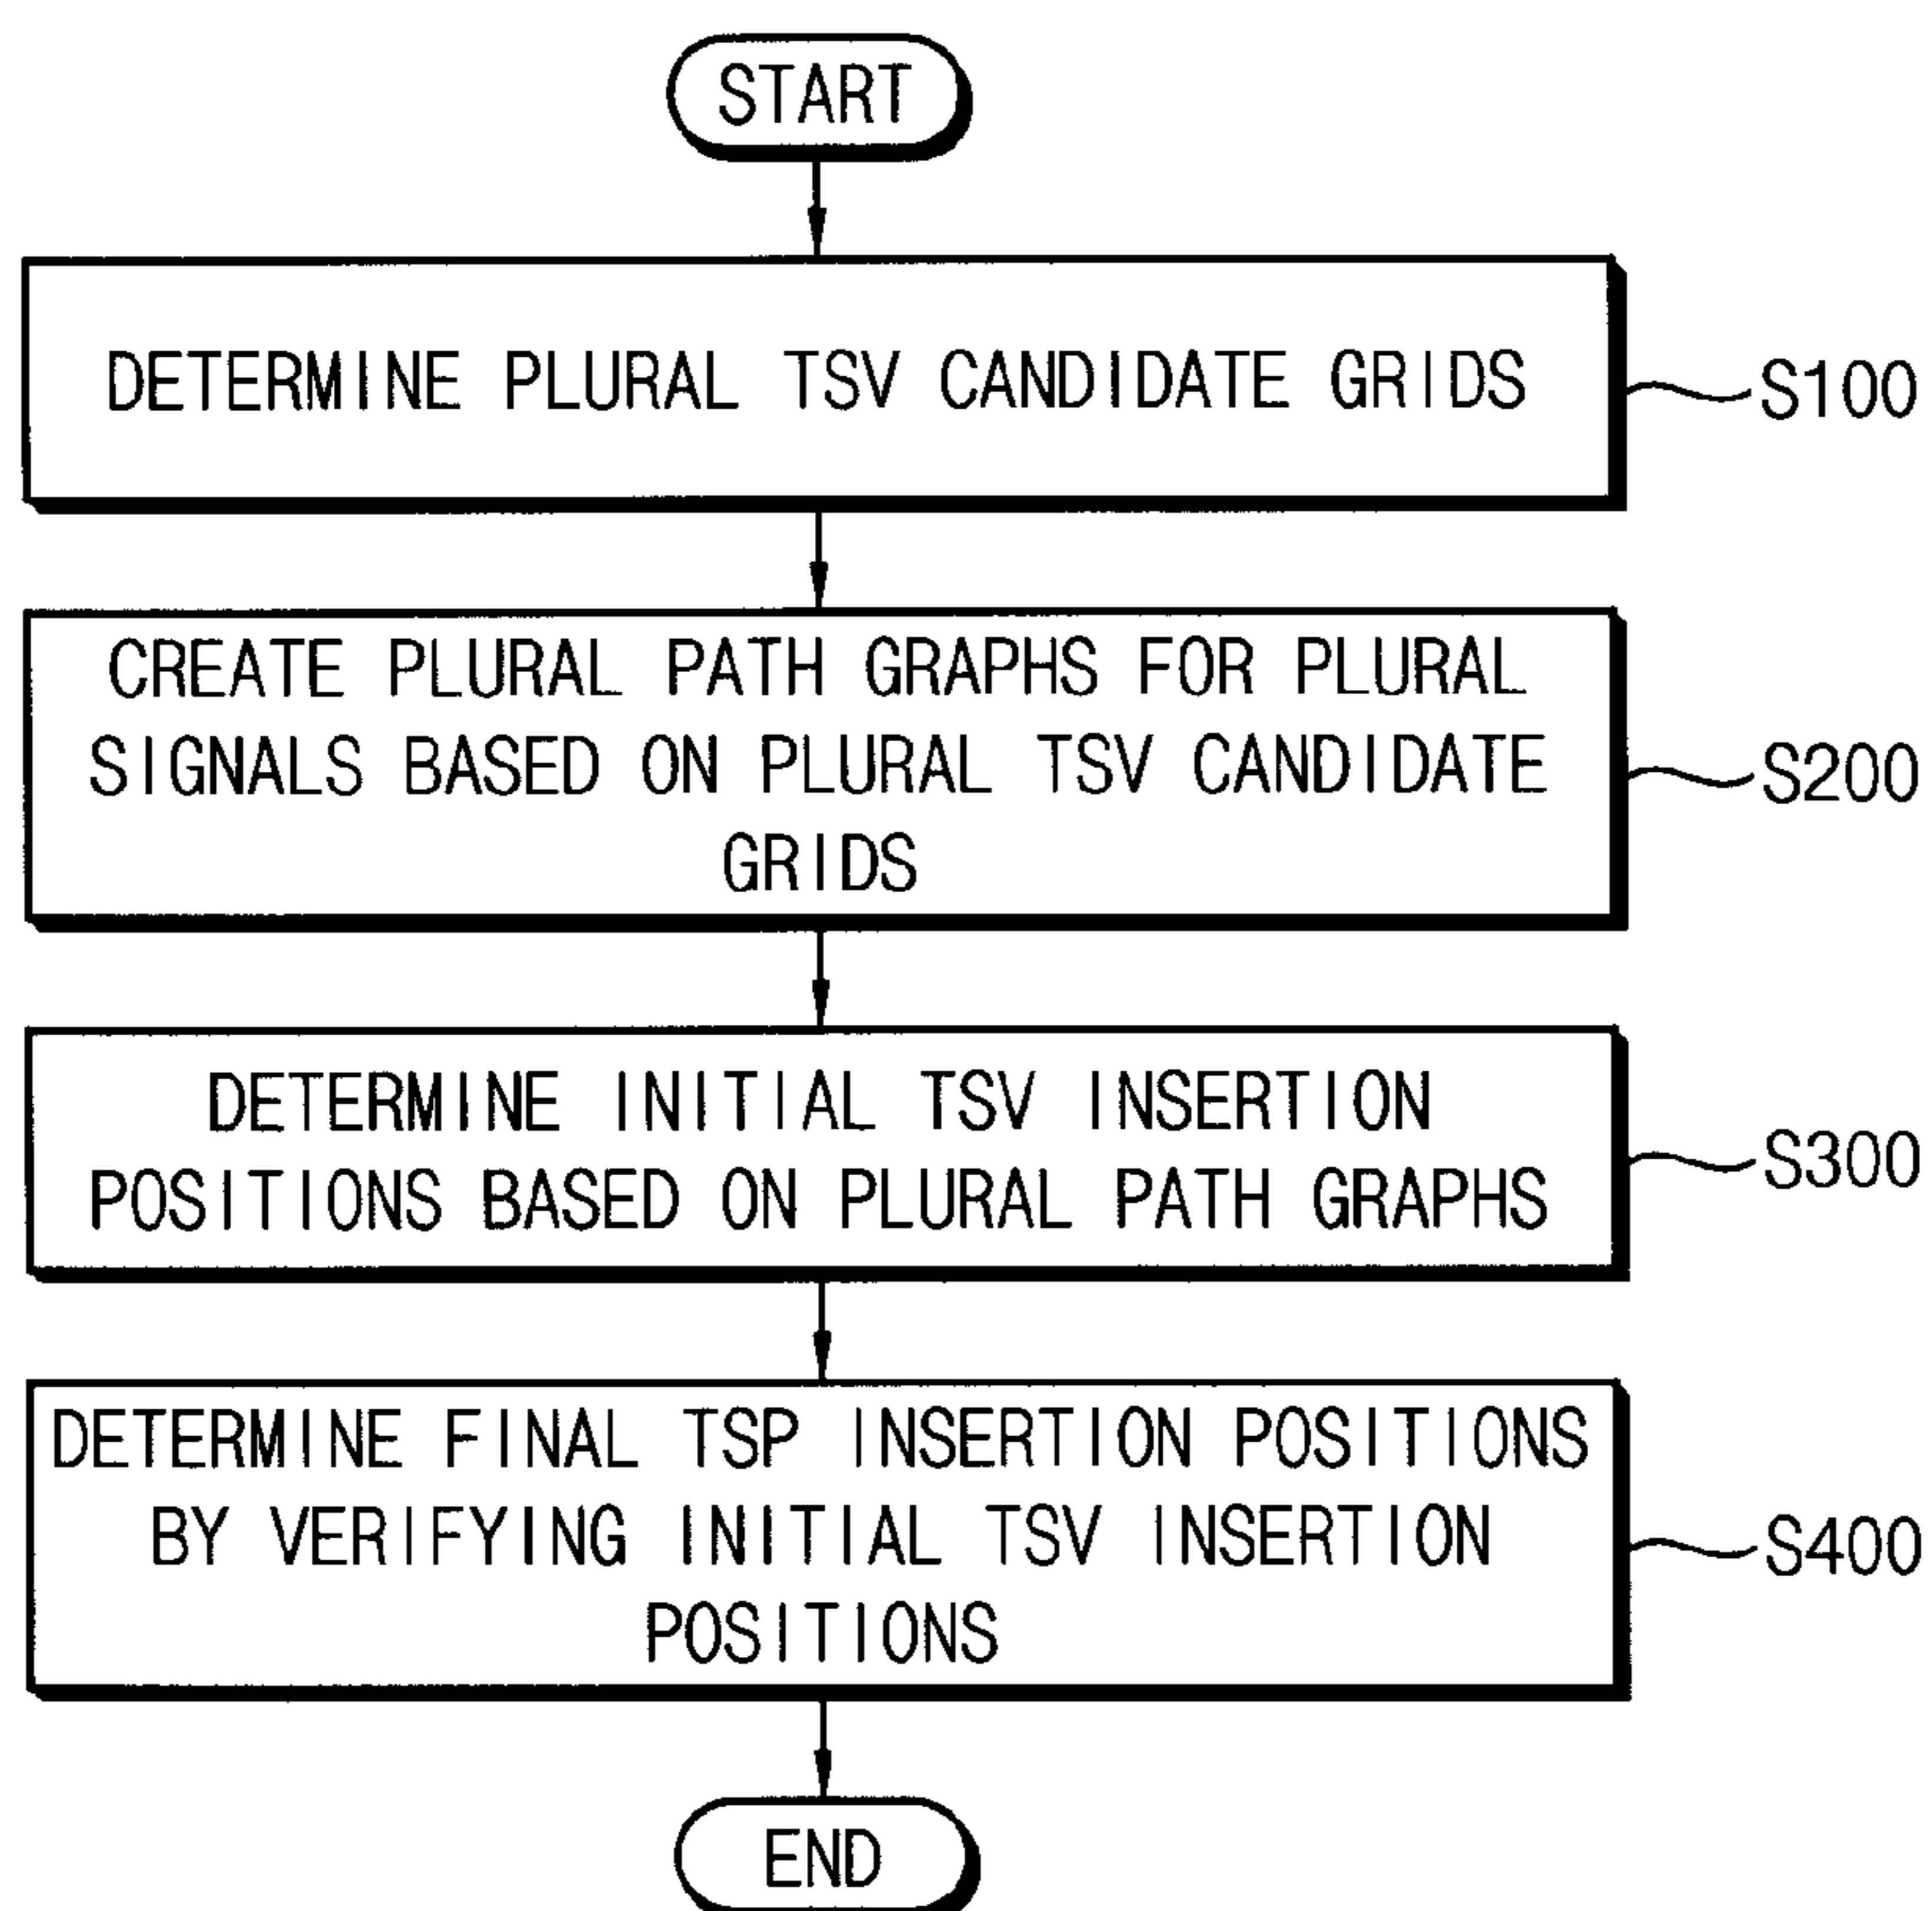 START
DETERMINE PLURAL TSV CANDIDATE GRIDS
S100
CREATE PLURAL PATH GRAPHS FOR PLURAL
SIGNALS BASED ON PLURAL TSV CANDIDATE
GRIDS
S200
DETERMINE INITIAL TSV INSERTION
POSITIONS BASED ON PLURAL PATH GRAPHS
S300
DETERMINE FINAL TSP INSERTION POSITIONS
BY VERIFYING INITIAL TSV INSERTION
POSITIONS
S400
END